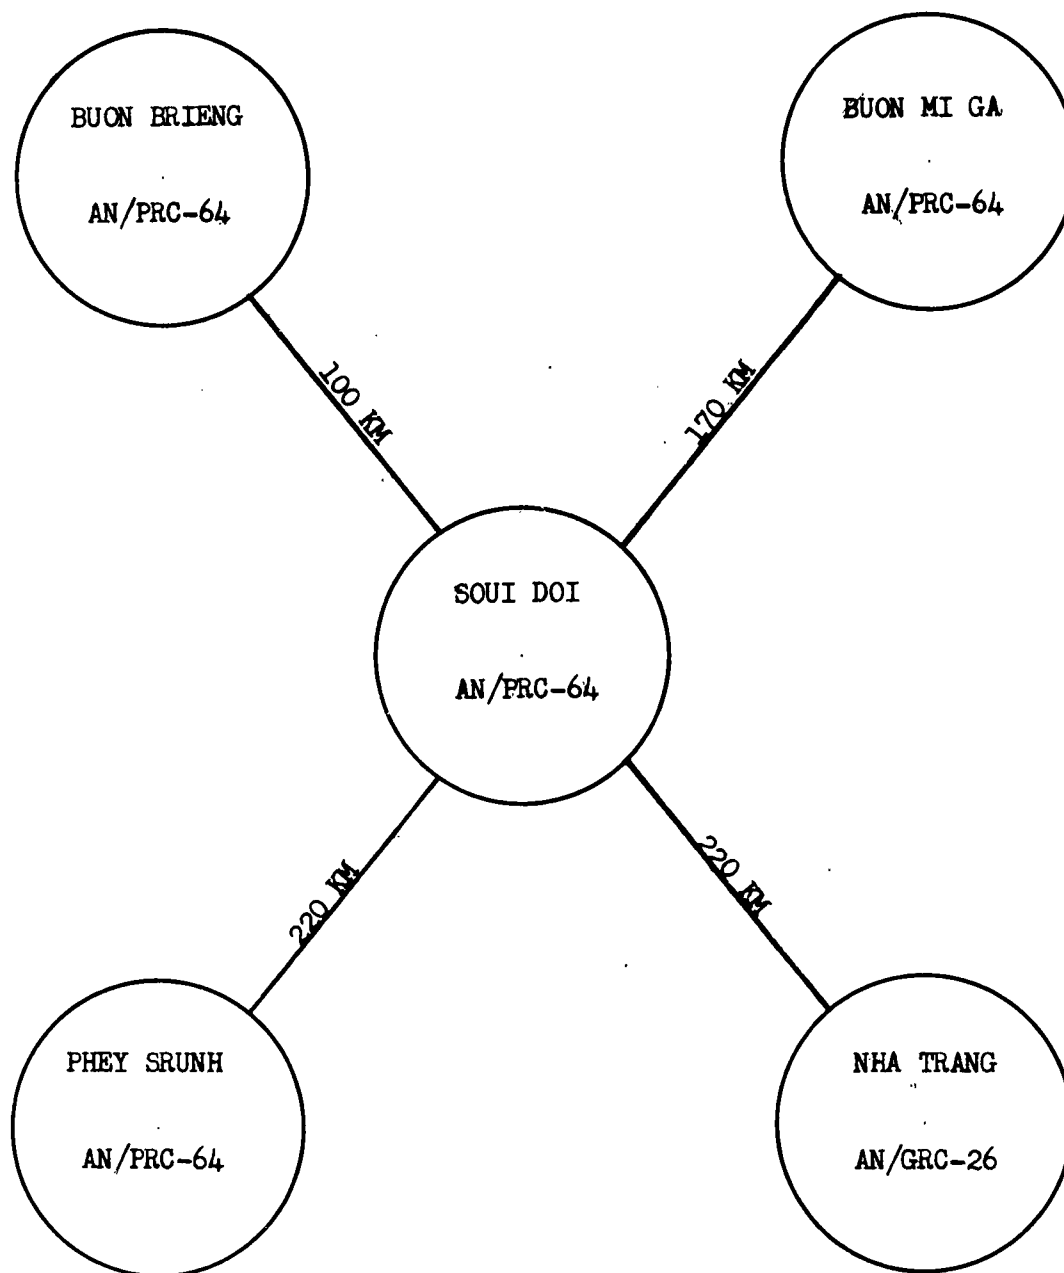 BUON BRIENG
AN/PRC-64
BUON MI GA
AN/PRC-64
100 KM
170 KM
SOUI DOI
AN/PRC-64
220 KM
220 KM
PHEY SRUNH
AN/PRC-64
NHA TRANG
AN/GRC-26